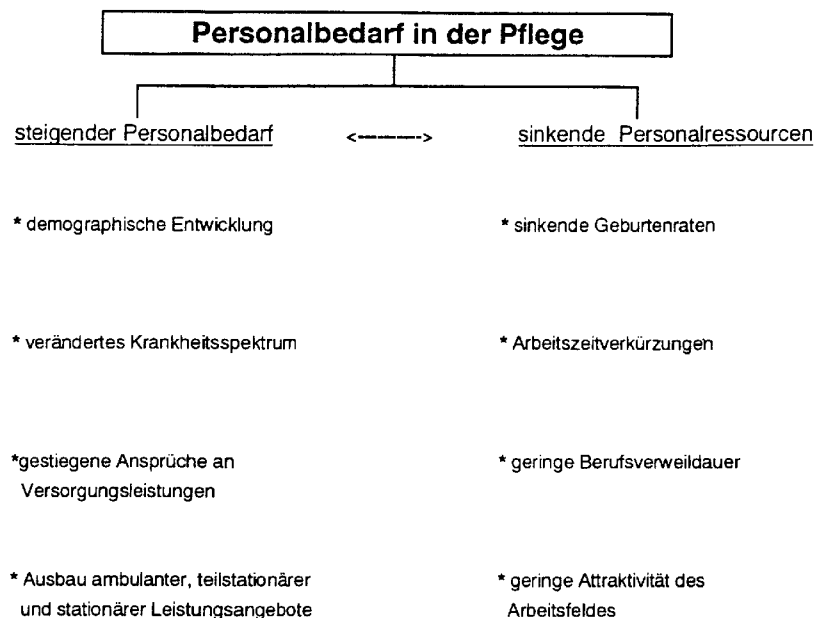 Personalbedarf in der Pflege
steigender Personalbedarf <-------> sinkende Personalressourcen
* demographische Entwicklung
* sinkende Geburtenraten
* verändertes Krankheitsspektrum
* Arbeitszeitverkürzungen
*gestiegene Ansprüche an
Versorgungsleistungen
* geringe Berufsverweildauer
* Ausbau ambulanter, teilstationärer
und stationärer Leistungsangebote
* geringe Attraktivität des
Arbeitsfeldes